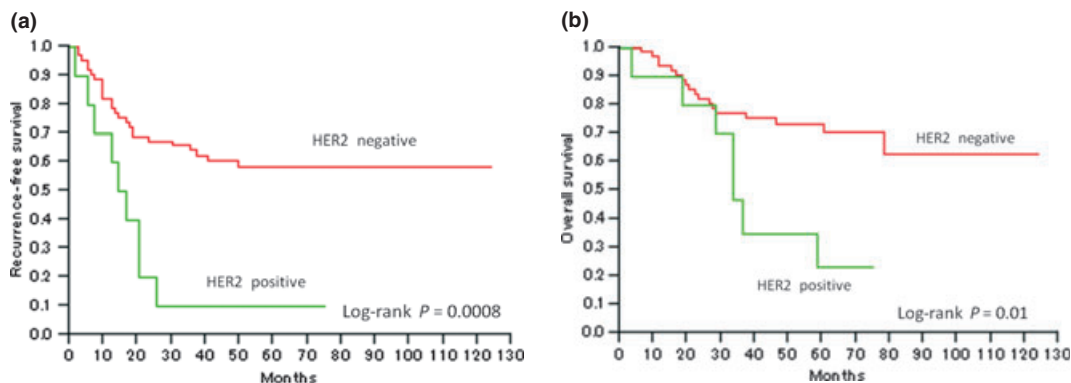 (a)
1.0
0.9
0.8
0.7
0.6
0.5
0.4
0.3
0.2
0.1
0.0
Recurrence-free survival
HER2 negative
HER2 positive
Log-rank P = 0.0008
0 10 20 30 40 50 60 70 80 90 100 110 120 130
Months
(b)
1.0
0.9
0.8
0.7
0.6
0.5
0.4
0.3
0.2
0.1
0.0
Overall survival
HER2 negative
HER2 positive
Log-rank P = 0.01
0 10 20 30 40 50 60 70 80 90 100 110 120 130
Months